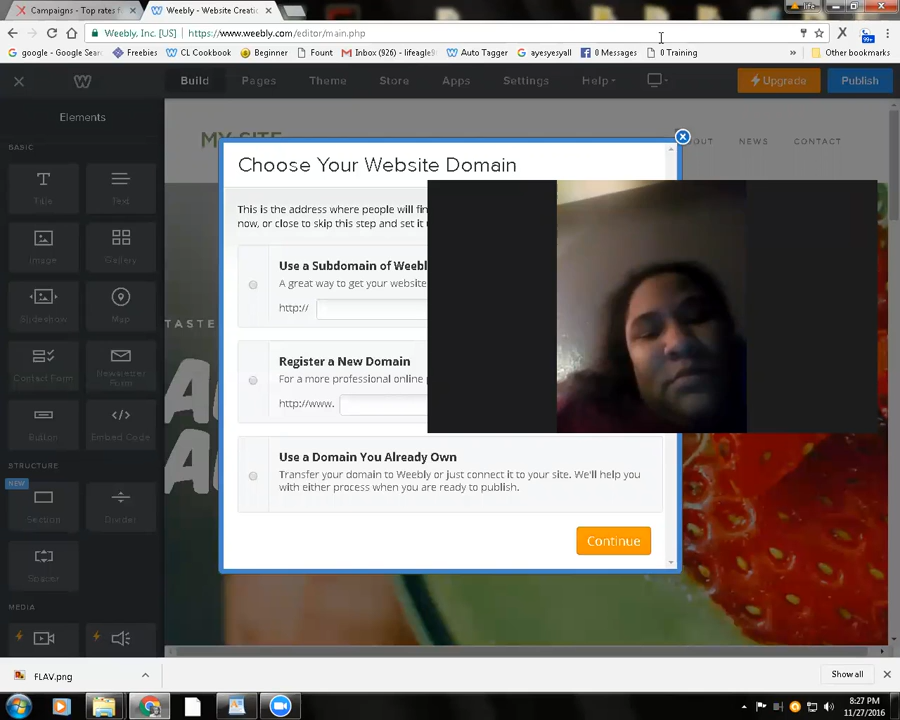 Campaigns - Top rates f
Weebly - Website Creati
life
Weebly, Inc. [US]
https://www.weebly.com/editor/main.php
google - Google Sear
Freebies
CL Cookbook
Beginner
Fount
Inbox (926) - lifeagle9
Auto Tagger
ayesyesyall
0 Messages
0 Training
»
Other bookmarks
99+
Build
Pages
Theme
Store
Apps
Settings
Help
Upgrade
Publish
Elements
BASIC
Title
Text
Image
Gallery
Slideshow
Map
Contact Form
Newsletter Form
Button
Embed Code
STRUCTURE
NEW
Section
Divider
Spacer
MEDIA
MY SITE
OUT
NEWS
CONTACT
TASTE
Choose Your Website Domain
This is the address where people will fin
now, or close to skip this step and set it
Use a Subdomain of Weebl
A great way to get your website
http://
Register a New Domain
For a more professional online
http://www.
Use a Domain You Already Own
Transfer your domain to Weebly or just connect it to your site. We'll help you
with either process when you are ready to publish.
Continue
FLAV.png
Show all
8:27 PM
11/27/2016